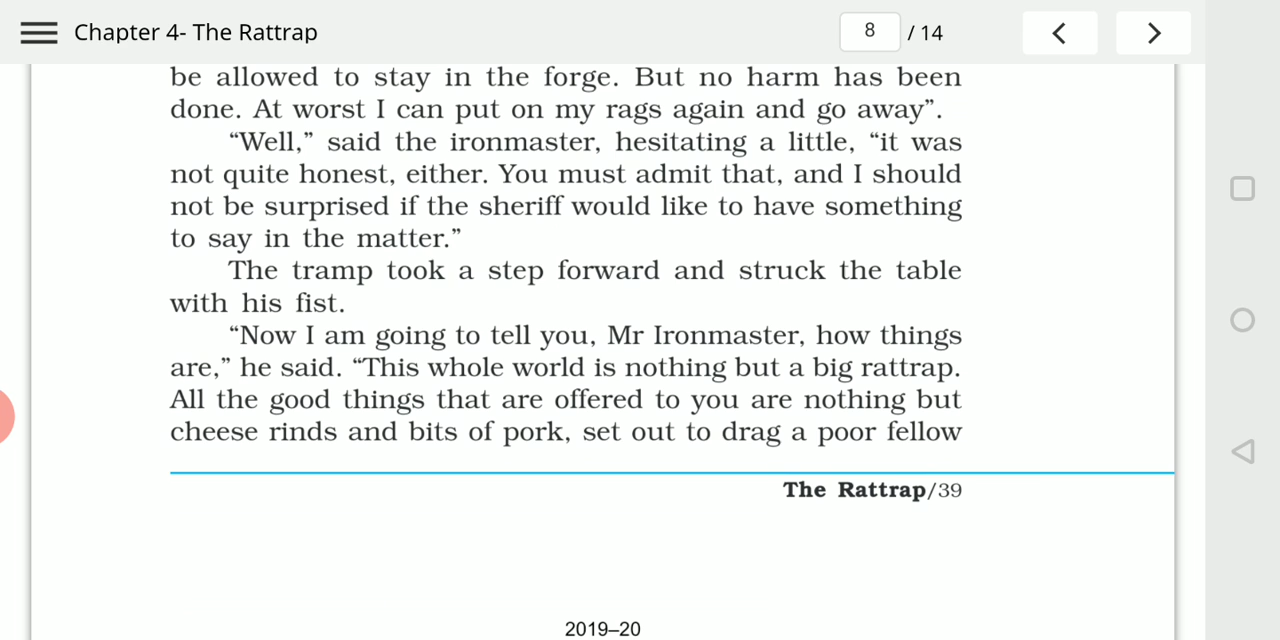 Chapter 4- The Rattrap
8 / 14
be allowed to stay in the forge. But no harm has been
done. At worst I can put on my rags again and go away”.
“Well,” said the ironmaster, hesitating a little, “it was
not quite honest, either. You must admit that, and I should
not be surprised if the sheriff would like to have something
to say in the matter.”
The tramp took a step forward and struck the table
with his fist.
“Now I am going to tell you, Mr Ironmaster, how things
are,” he said. “This whole world is nothing but a big rattrap.
All the good things that are offered to you are nothing but
cheese rinds and bits of pork, set out to drag a poor fellow
The Rattrap/39
2019–20